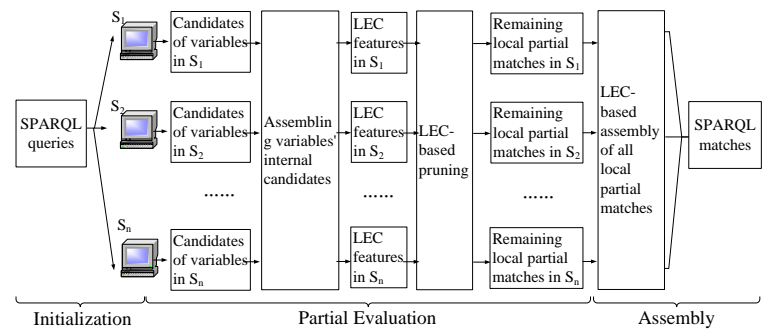 SPARQL
queries
S1
S2
......
Sn
Candidates
of variables
in S1
Candidates
of variables
in S2
......
Candidates
of variables
in Sn
Assemblin
g variables'
internal
candidates
LEC
features
in S1
LEC
features
in S2
......
LEC
features
in Sn
LEC-
based
pruning
Remaining
local partial
matches in S1
Remaining
local partial
matches in S2
......
Remaining
local partial
matches in Sn
LEC-
based
assembly
of all
local
partial
matches
SPARQL
matches
Initialization
Partial Evaluation
Assembly